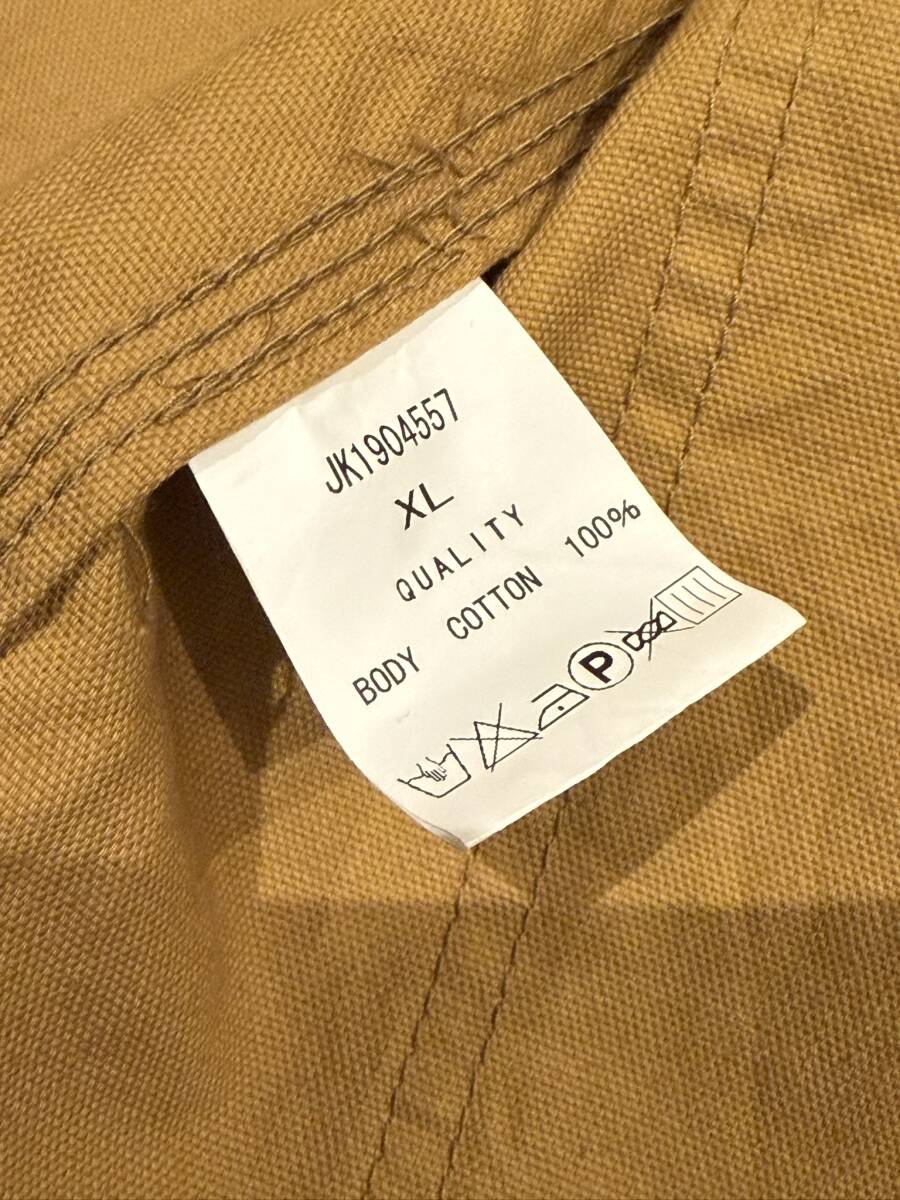 JK1904557
XL
QUALITY
BODY COTTON 100%
P